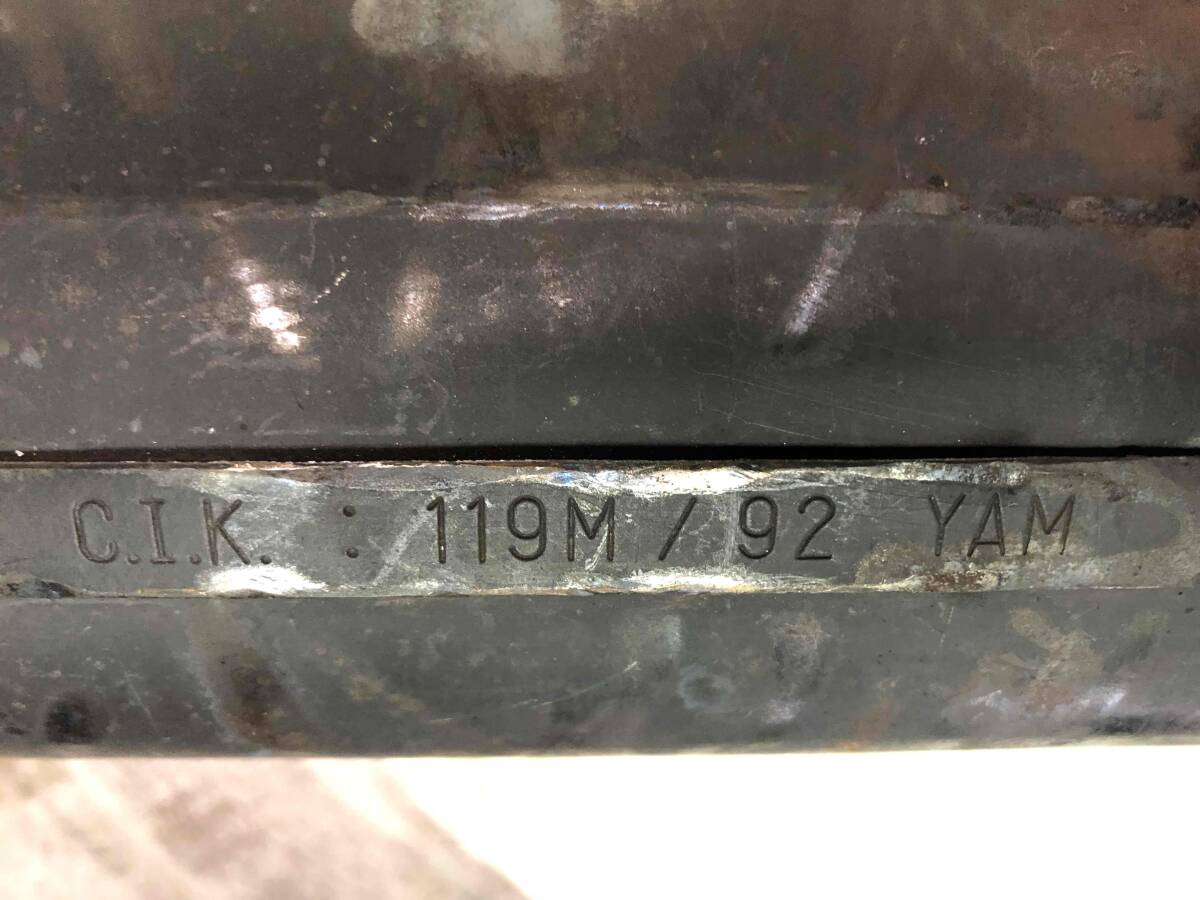 C.I.K. : 119M / 92 YAM